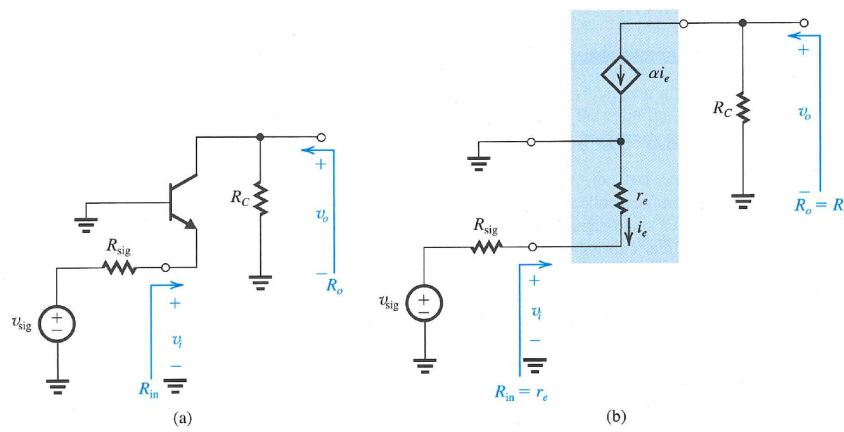 R_C
+
v_o
−
R_o
R_sig
v_sig
+
−
+
v_i
−
R_in
(a)
αi_e
R_C
+
v_o
−
R_o = R
r_e
i_e
R_sig
v_sig
+
−
+
v_i
−
R_in = r_e
(b)